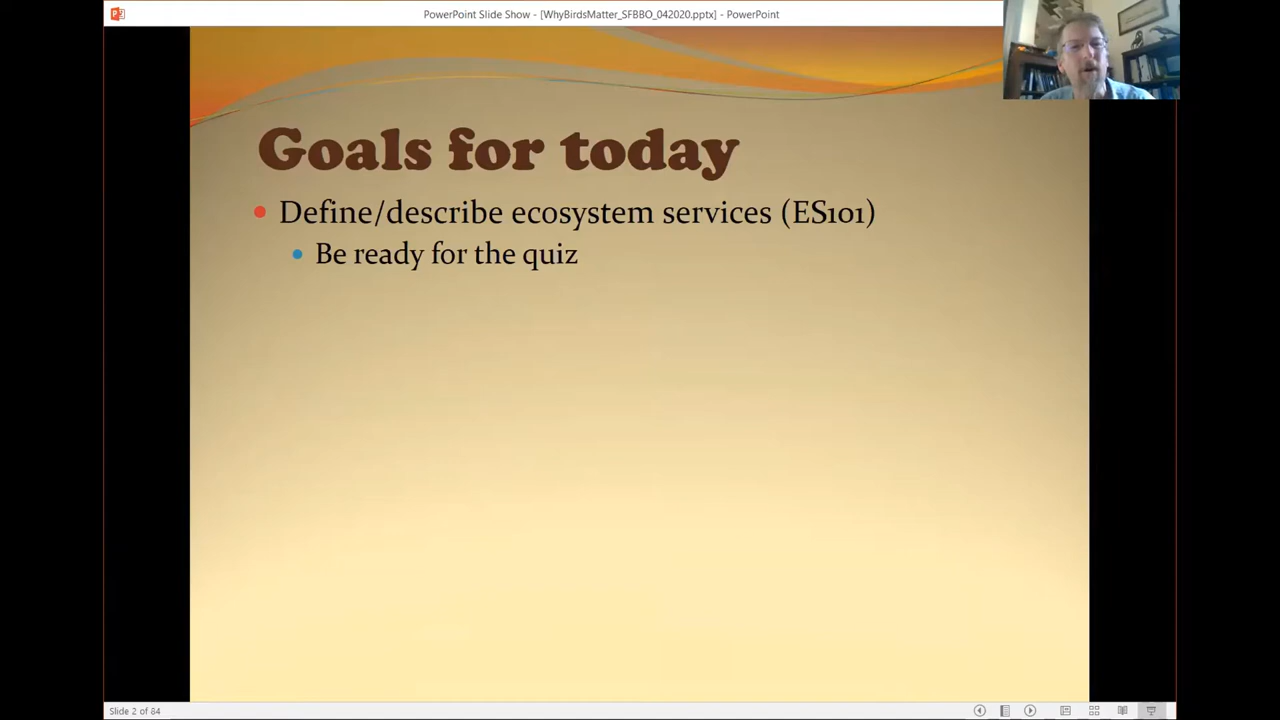 PowerPoint Slide Show - [WhyBirdsMatter_SFBBO_042020.pptx] - PowerPoint
Goals for today
• Define/describe ecosystem services (ES101)
• Be ready for the quiz
Slide 2 of 84